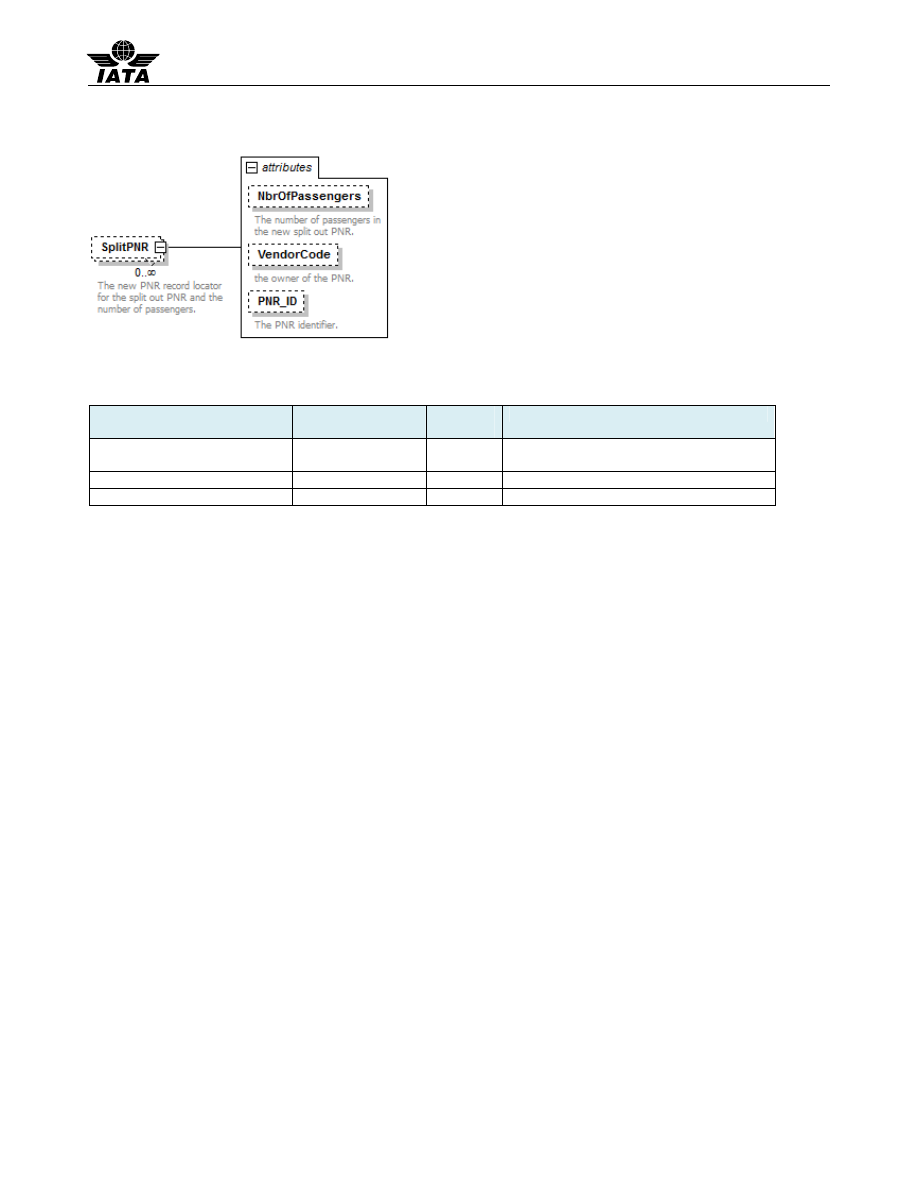 IATA
attributes
NbrOfPassengers
The number of passengers in
the new split out PNR.
SplitPNR
VendorCode
0..∞
the owner of the PNR.
The new PNR record locator
for the split out PNR and the
number of passengers.
PNR_ID
The PNR identifier.